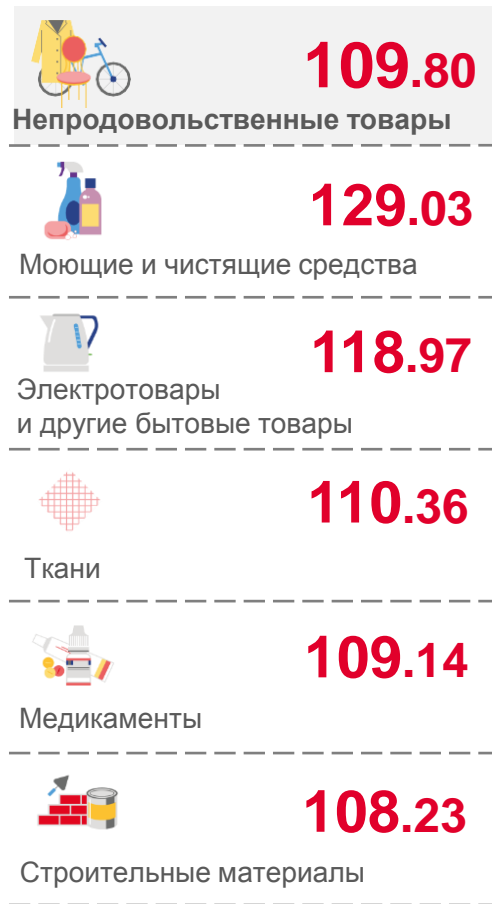 109.80
Непродовольственные товары
129.03
Моющие и чистящие средства
118.97
Электротовары
и другие бытовые товары
110.36
Ткани
109.14
Медикаменты
108.23
Строительные материалы